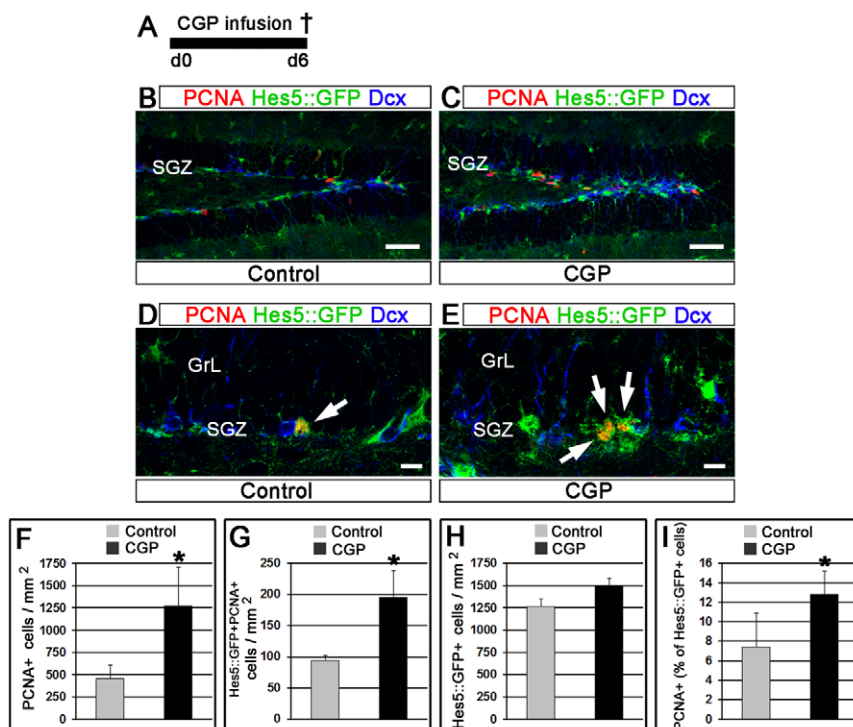 A CGP infusion †
d0 d6
B PCNA Hes5::GFP Dcx
SGZ
Control
C PCNA Hes5::GFP Dcx
SGZ
CGP
D PCNA Hes5::GFP Dcx
GrL
SGZ
Control
E PCNA Hes5::GFP Dcx
GrL
SGZ
CGP
F
Control
CGP
*
PCNA+ cells / mm 2
1750
1500
1250
1000
750
500
250
0
G
Control
CGP
*
Hes5::GFP+PCNA+
cells / mm 2
250
200
150
100
50
0
H
Control
CGP
Hes5::GFP+ cells / mm 2
1750
1500
1250
1000
750
500
250
0
I
Control
CGP
*
PCNA+ (% of Hes5::GFP+ cells)
16
14
12
10
8
6
4
2
0